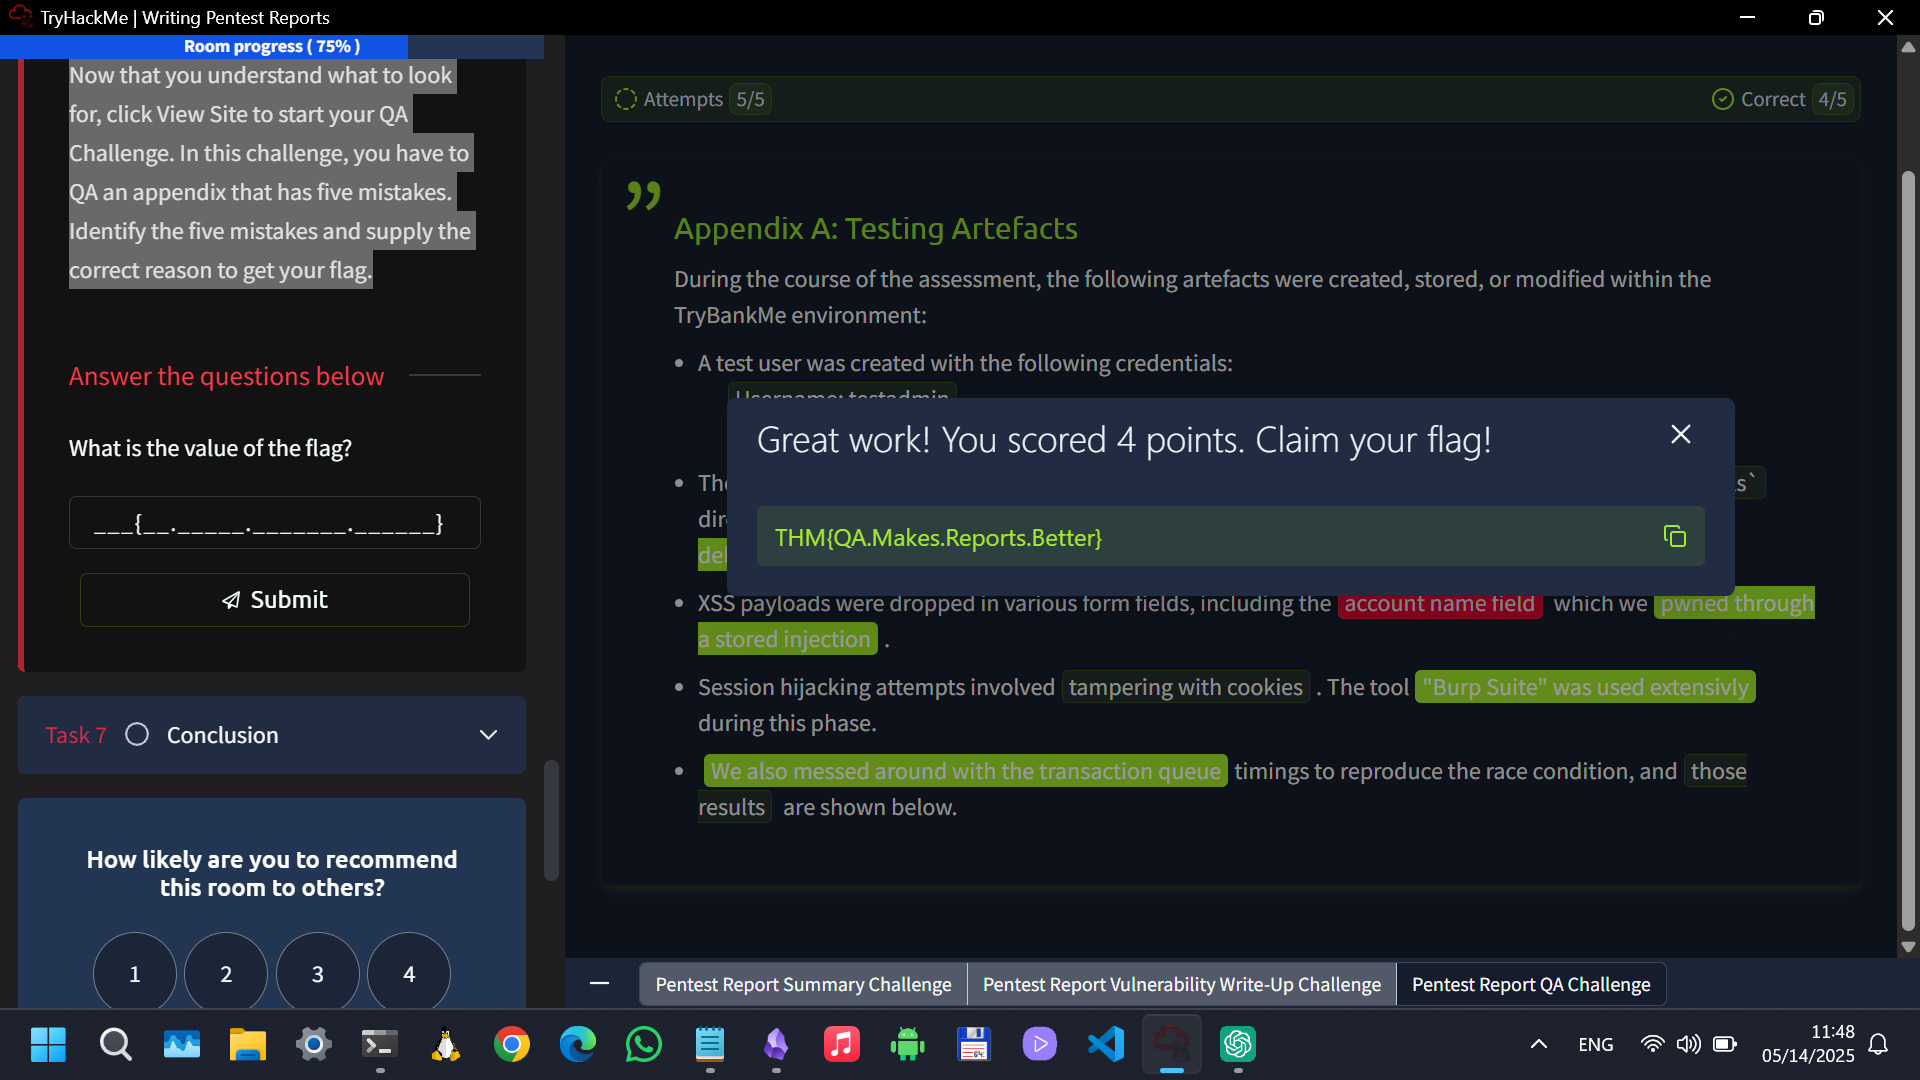 TryHackMe | Writing Pentest Reports
Room progress ( 75% )
Now that you understand what to look
for, click View Site to start your QA
Challenge. In this challenge, you have to
QA an appendix that has five mistakes.
Identify the five mistakes and supply the
correct reason to get your flag.
Answer the questions below
What is the value of the flag?
___{__._____._______.______}
Submit
Task 7 Conclusion
How likely are you to recommend
this room to others?
1 2 3 4
Attempts 5/5 Correct 4/5
Appendix A: Testing Artefacts
During the course of the assessment, the following artefacts were created, stored, or modified within the
TryBankMe environment:
• A test user was created with the following credentials:
Username: testadmin
Great work! You scored 4 points. Claim your flag!
THM{QA.Makes.Reports.Better}
• XSS payloads were dropped in various form fields, including the account name field which we pwned through
a stored injection .
• Session hijacking attempts involved tampering with cookies . The tool "Burp Suite" was used extensivly
during this phase.
• We also messed around with the transaction queue timings to reproduce the race condition, and those
results are shown below.
Pentest Report Summary Challenge Pentest Report Vulnerability Write-Up Challenge Pentest Report QA Challenge
ENG
11:48
05/14/2025